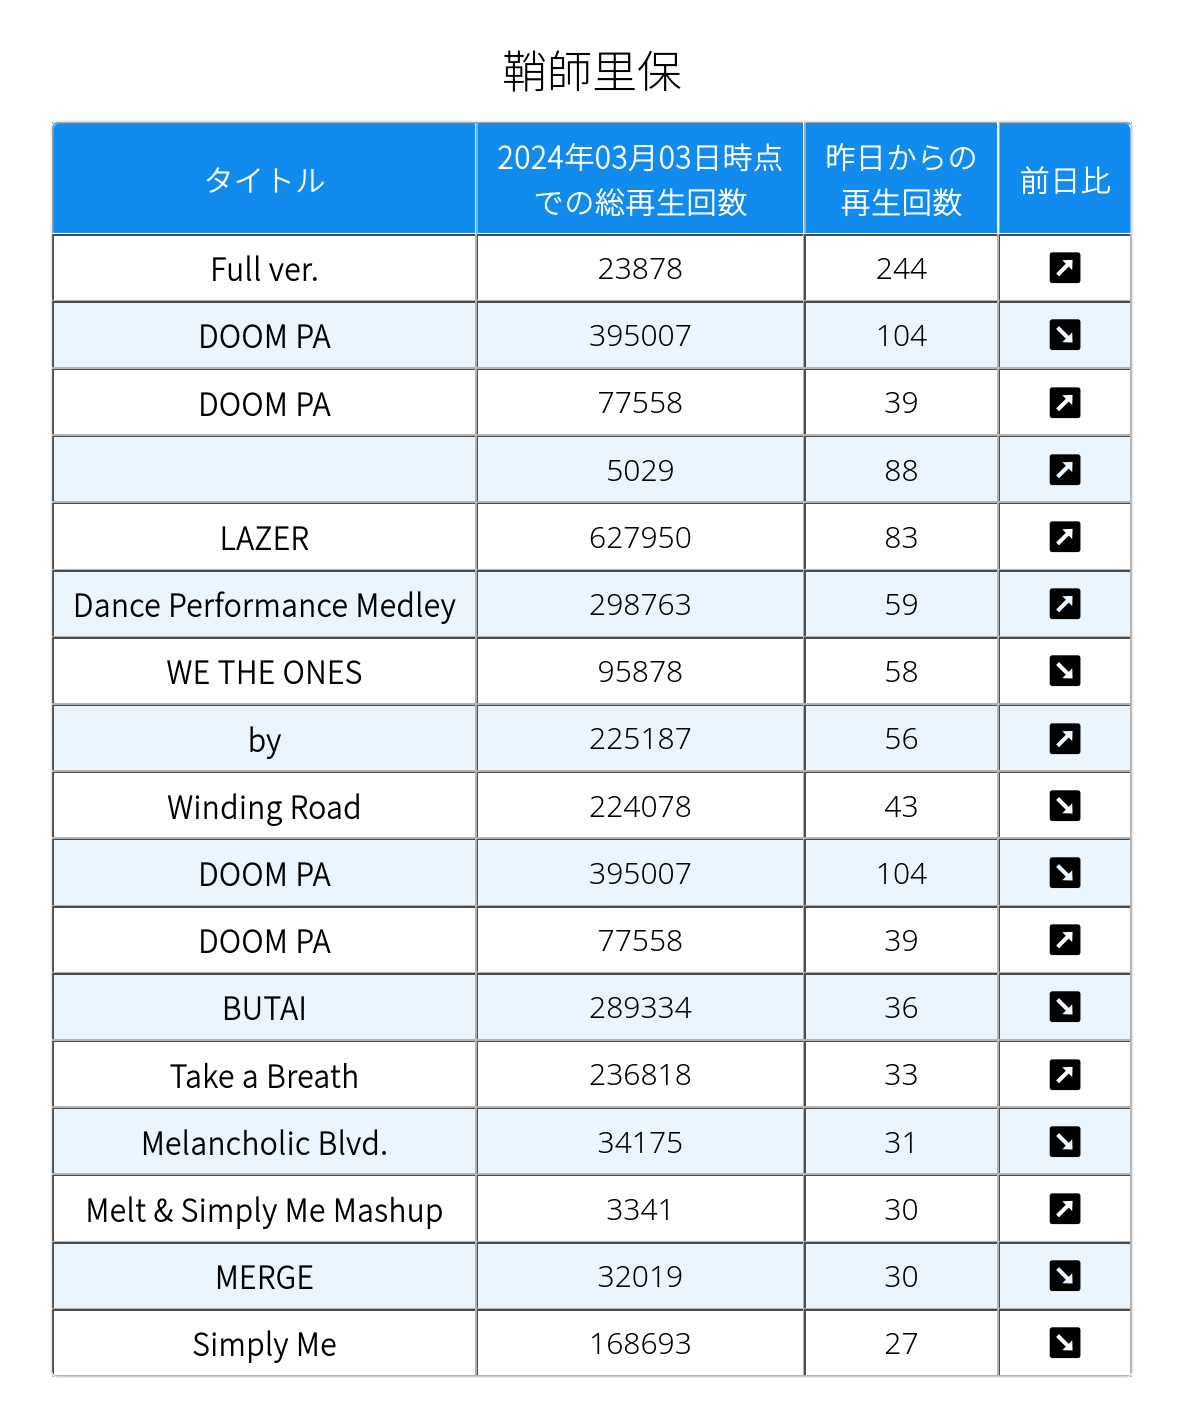 鞘師里保
タイトル 2024年03月03日時点 昨日からの 前日比
での総再生回数 再生回数
Full ver. 23878 244
DOOM PA 395007 104
DOOM PA 77558 39
5029 88
LAZER 627950 83
Dance Performance Medley 298763 59
WE THE ONES 95878 58
by 225187 56
Winding Road 224078 43
DOOM PA 395007 104
DOOM PA 77558 39
BUTAI 289334 36
Take a Breath 236818 33
Melancholic Blvd. 34175 31
Melt & Simply Me Mashup 3341 30
MERGE 32019 30
Simply Me 168693 27